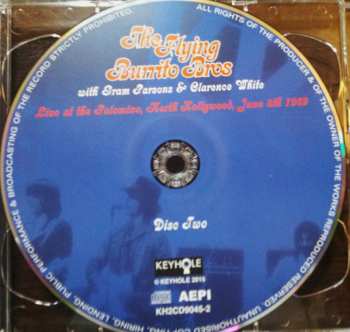 ALL RIGHTS OF THE PRODUCER & OF THE OWNER OF THE WORKS REPRODUCED RESERVED. UNAUTHORISED COPYING, HIRING, LENDING, PUBLIC PERFORMANCE & BROADCASTING OF THE RECORD STRICTLY PROHIBITED.
The Flying
Burrito Bros
with Gram Parsons & Clarence White
Live at the Palomino, North Hollywood, June 8th 1969
Disc Two
KEYHOLE
© KEYHOLE 2015
AEPI
KH2CD9045-2